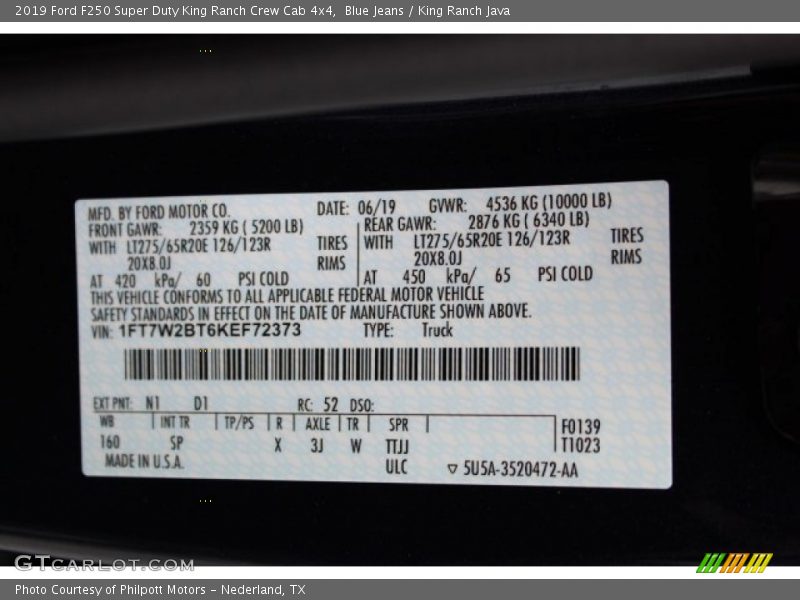 2019 Ford F250 Super Duty King Ranch Crew Cab 4x4, Blue Jeans / King Ranch Java
MFD. BY FORD MOTOR CO. DATE: 06/19 GVWR: 4536 KG (10000 LB)
FRONT GAWR: 2359 KG ( 5200 LB) REAR GAWR: 2876 KG ( 6340 LB)
WITH LT275/65R20E 126/123R TIRES WITH LT275/65R20E 126/123R TIRES
20X8.0J RIMS 20X8.0J RIMS
AT 420 kPa/ 60 PSI COLD AT 450 kPa/ 65 PSI COLD
THIS VEHICLE CONFORMS TO ALL APPLICABLE FEDERAL MOTOR VEHICLE
SAFETY STANDARDS IN EFFECT ON THE DATE OF MANUFACTURE SHOWN ABOVE.
VIN: 1FT7W2BT6KEF72373 TYPE: Truck
EXT PNT: N1 D1 RC: 52 DSO:
WB INT TR TP/PS R AXLE TR SPR F0139
160 SP X 3J W TTJJ T1023
MADE IN U.S.A. ULC 5U5A-3520472-AA
GTCARLOT.COM
Photo Courtesy of Philpott Motors - Nederland, TX